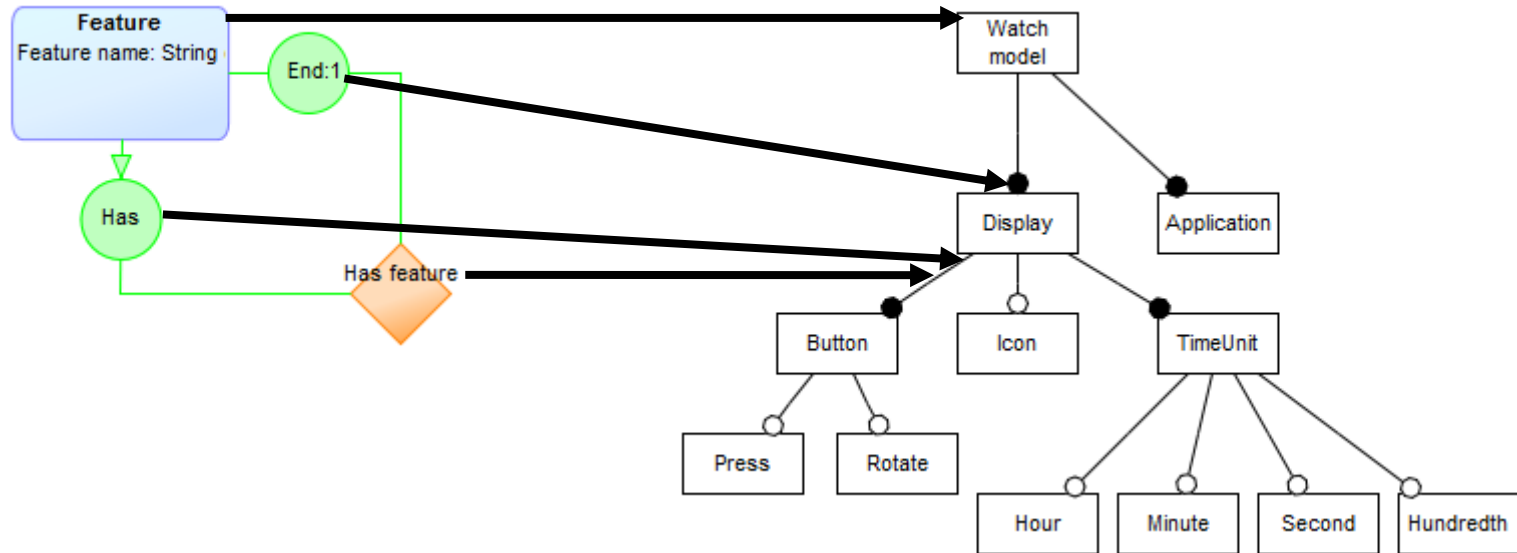 Feature
Feature name: String
End:1
Has
Has feature
Watch
model
Display
Application
Button
Icon
TimeUnit
Press
Rotate
Hour
Minute
Second
Hundredth